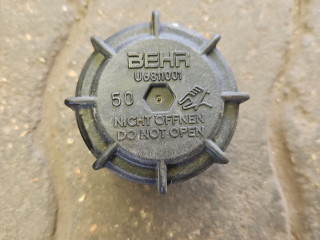 BEHR
U6811001
50
NICHT ÖFFNEN
DO NOT OPEN